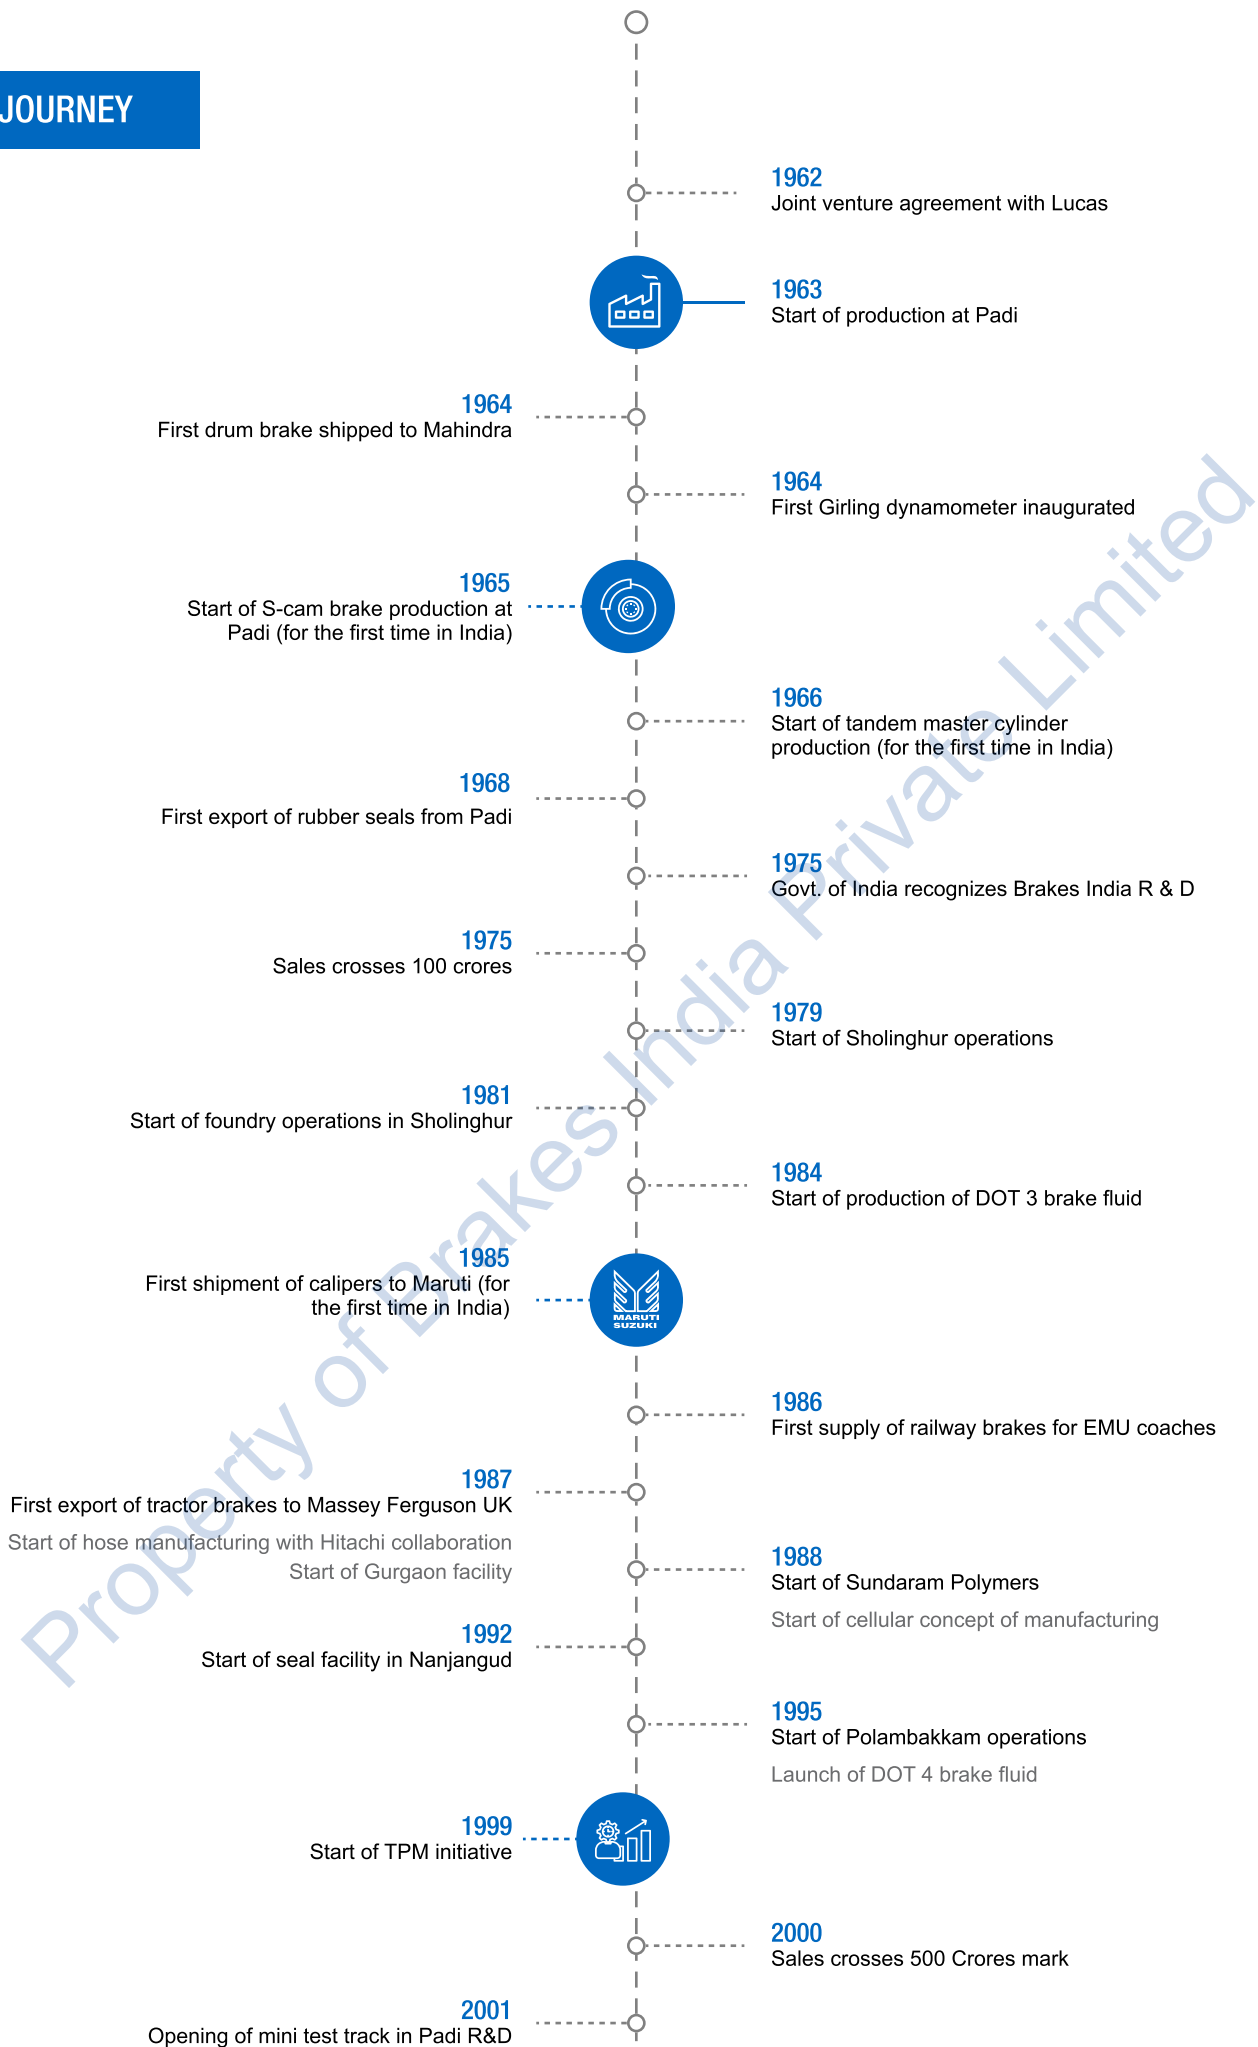 JOURNEY
1962
Joint venture agreement with Lucas
1963
Start of production at Padi
1964
First drum brake shipped to Mahindra
1964
First Girling dynamometer inaugurated
1965
Start of S-cam brake production at
Padi (for the first time in India)
1966
Start of tandem master cylinder
production (for the first time in India)
1968
First export of rubber seals from Padi
1975
Govt. of India recognizes Brakes India R & D
1975
Sales crosses 100 crores
1979
Start of Sholinghur operations
1981
Start of foundry operations in Sholinghur
1984
Start of production of DOT 3 brake fluid
1985
First shipment of calipers to Maruti (for
the first time in India)
MARUTI
SUZUKI
1986
First supply of railway brakes for EMU coaches
1987
First export of tractor brakes to Massey Ferguson UK
Start of hose manufacturing with Hitachi collaboration
Start of Gurgaon facility
1988
Start of Sundaram Polymers
Start of cellular concept of manufacturing
1992
Start of seal facility in Nanjangud
1995
Start of Polambakkam operations
Launch of DOT 4 brake fluid
1999
Start of TPM initiative
2000
Sales crosses 500 Crores mark
2001
Opening of mini test track in Padi R&D
Property of Brakes India Private Limited